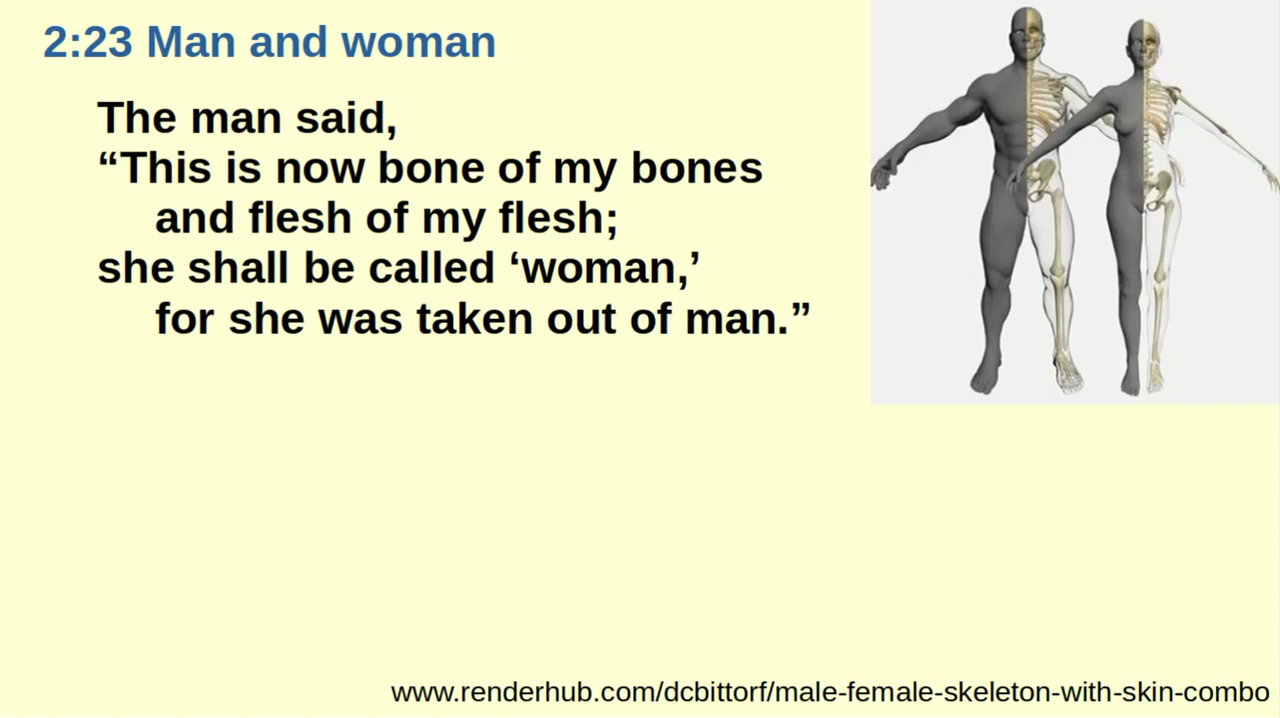 2:23 Man and woman
The man said,
“This is now bone of my bones
and flesh of my flesh;
she shall be called ‘woman,’
for she was taken out of man.”
www.renderhub.com/dcbittorf/male-female-skeleton-with-skin-combo